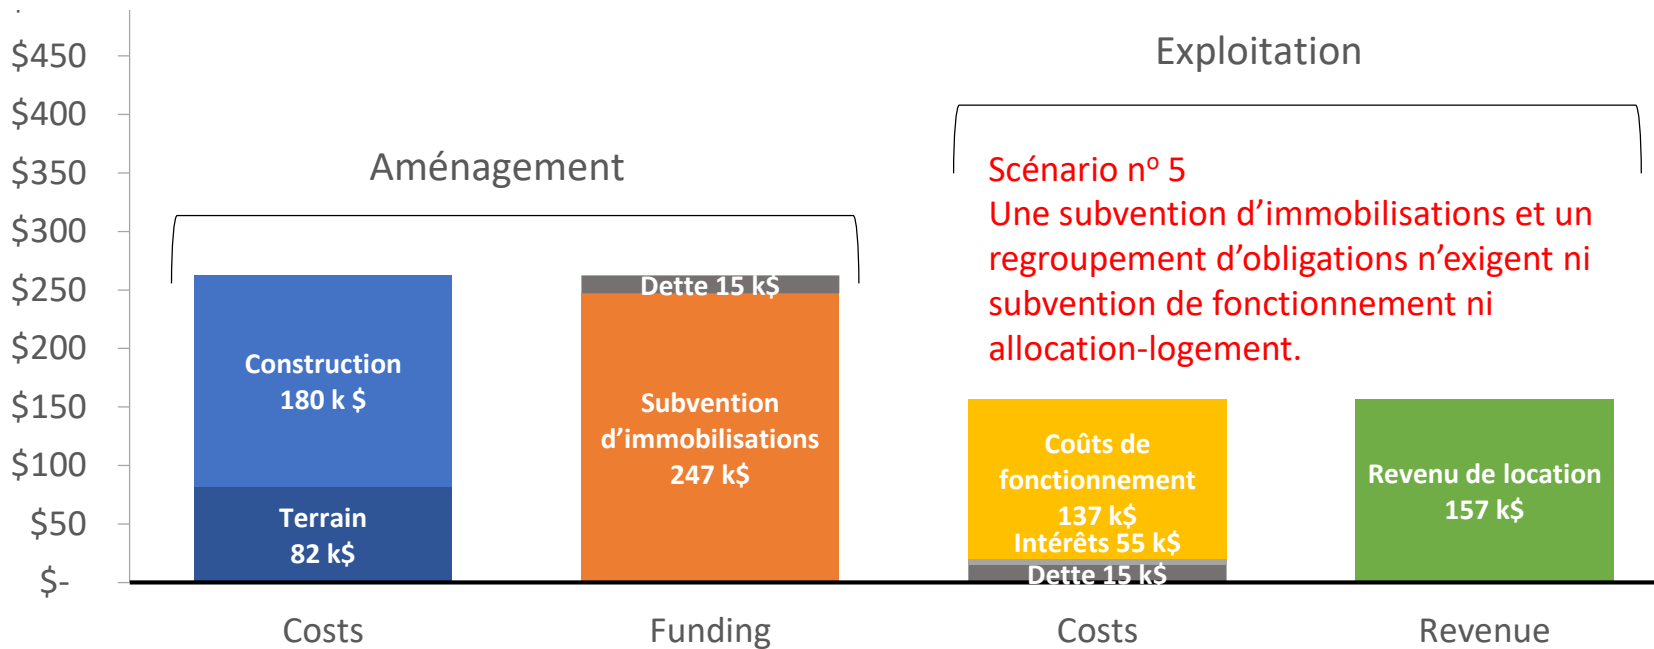 $450
$400
$350
$300
$250
$200
$150
$100
$50
$-
Aménagement
Exploitation
Scénario nº 5
Une subvention d’immobilisations et un
regroupement d’obligations n’exigent ni
subvention de fonctionnement ni
allocation-logement.
Construction
180 k $
Terrain
82 k$
Dette 15 k$
Subvention
d’immobilisations
247 k$
Coûts de
fonctionnement
137 k$
Intérêts 55 k$
Dette 15 k$
Revenu de location
157 k$
Costs
Funding
Costs
Revenue